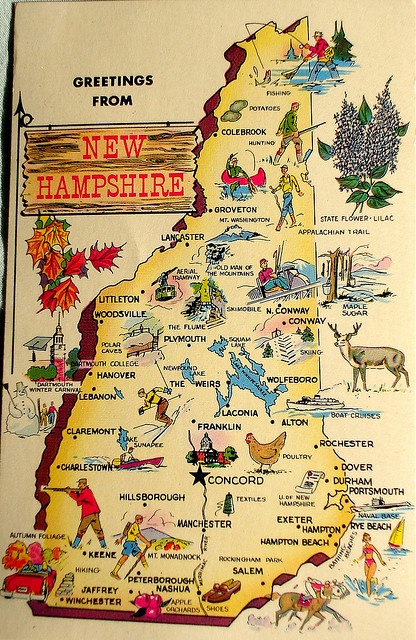 GREETINGS
FROM
NEW
HAMPSHIRE
FISHING
POTATOES
COLEBROOK
HUNTING
GROVETON
MT. WASHINGTON
STATE FLOWER - LILAC
APPALACHIAN TRAIL
LANCASTER
AERIAL
TRAMWAY
OLD MAN OF
THE MOUNTAINS
LITTLETON
SKIMOBILE
N. CONWAY
MAPLE
SUGAR
WOODSVILLE
CONWAY
THE FLUME
POLAR
CAVES
PLYMOUTH
SQUAM
LAKE
SKIING
DARTMOUTH COLLEGE
HANOVER
NEWFOUND
LAKE
THE WEIRS
WOLFEBORO
DARTMOUTH
WINTER CARNIVAL
LEBANON
LACONIA
BOAT CRUISES
CLAREMONT
LAKE
SUNAPEE
FRANKLIN
ALTON
ROCHESTER
POULTRY
CHARLESTOWN
CONCORD
DOVER
DURHAM
U. OF NEW
HAMPSHIRE
PORTSMOUTH
HILLSBOROUGH
TEXTILES
NAVAL BASE
MANCHESTER
EXETER
RYE BEACH
HAMPTON
AUTUMN FOLIAGE
HAMPTON BEACH
KEENE
MT. MONADNOCK
BATHING BEACHES
HIKING
ROCKINGHAM PARK
PETERBOROUGH
SALEM
JAFFREY
NASHUA
WINCHESTER
APPLE
ORCHARDS
SHOES